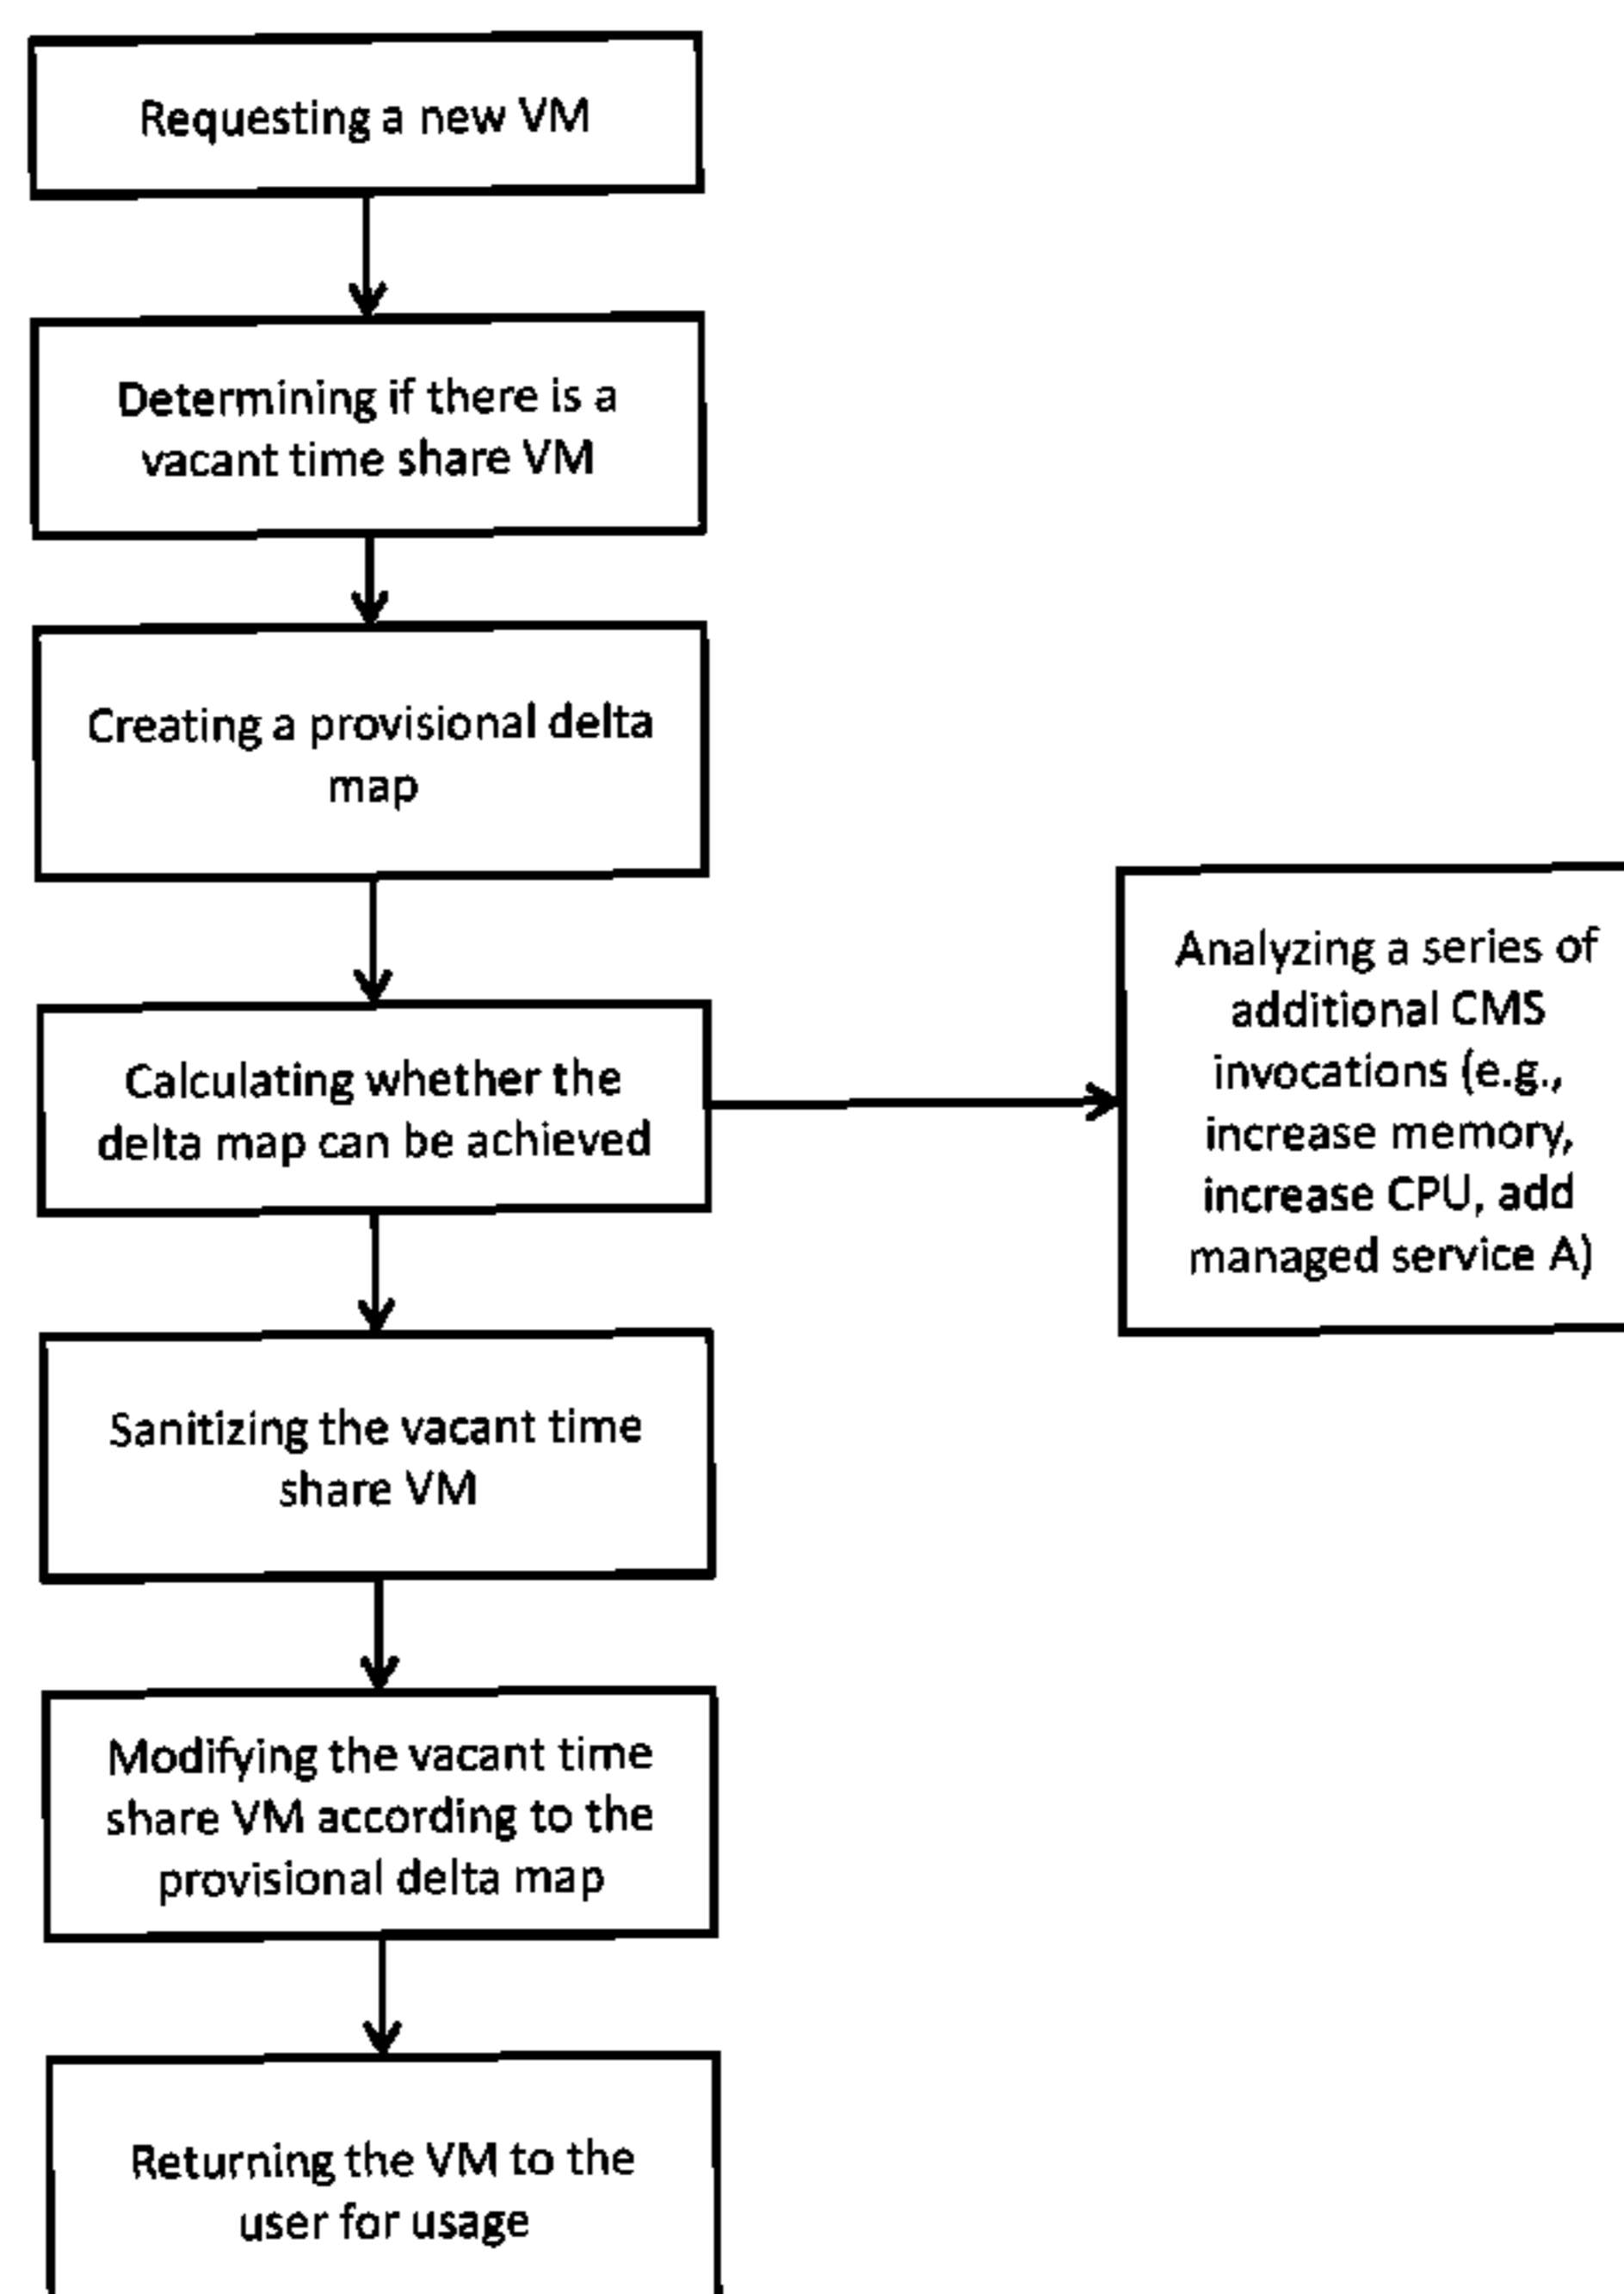 Requesting a new VM
Determining if there is a
vacant time share VM
Creating a provisional delta
map
Calculating whether the
delta map can be achieved
Analyzing a series of
additional CMS
invocations (e.g.,
increase memory,
increase CPU, add
managed service A)
Sanitizing the vacant time
share VM
Modifying the vacant time
share VM according to the
provisional delta map
Returning the VM to the
user for usage